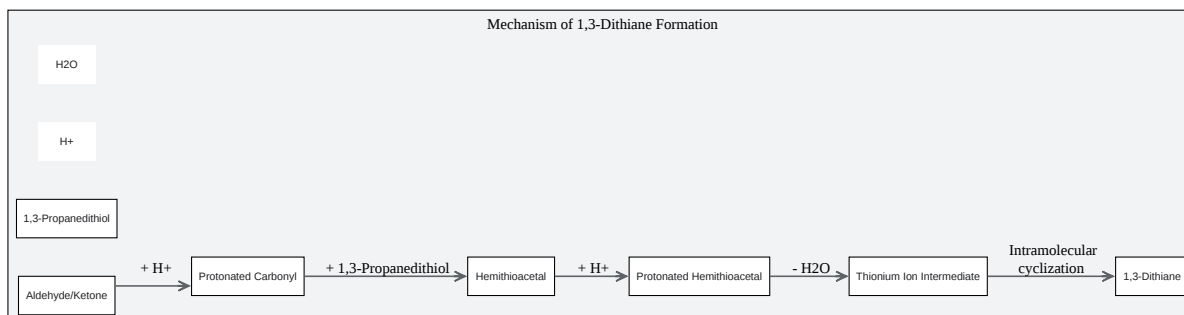 Mechanism of 1,3-Dithiane Formation
H2O
H+
1,3-Propanedithiol
Aldehyde/Ketone
+ H+
Protonated Carbonyl
+ 1,3-Propanedithiol
Hemithioacetal
+ H+
Protonated Hemithioacetal
- H2O
Thionium Ion Intermediate
Intramolecular
cyclization
1,3-Dithiane